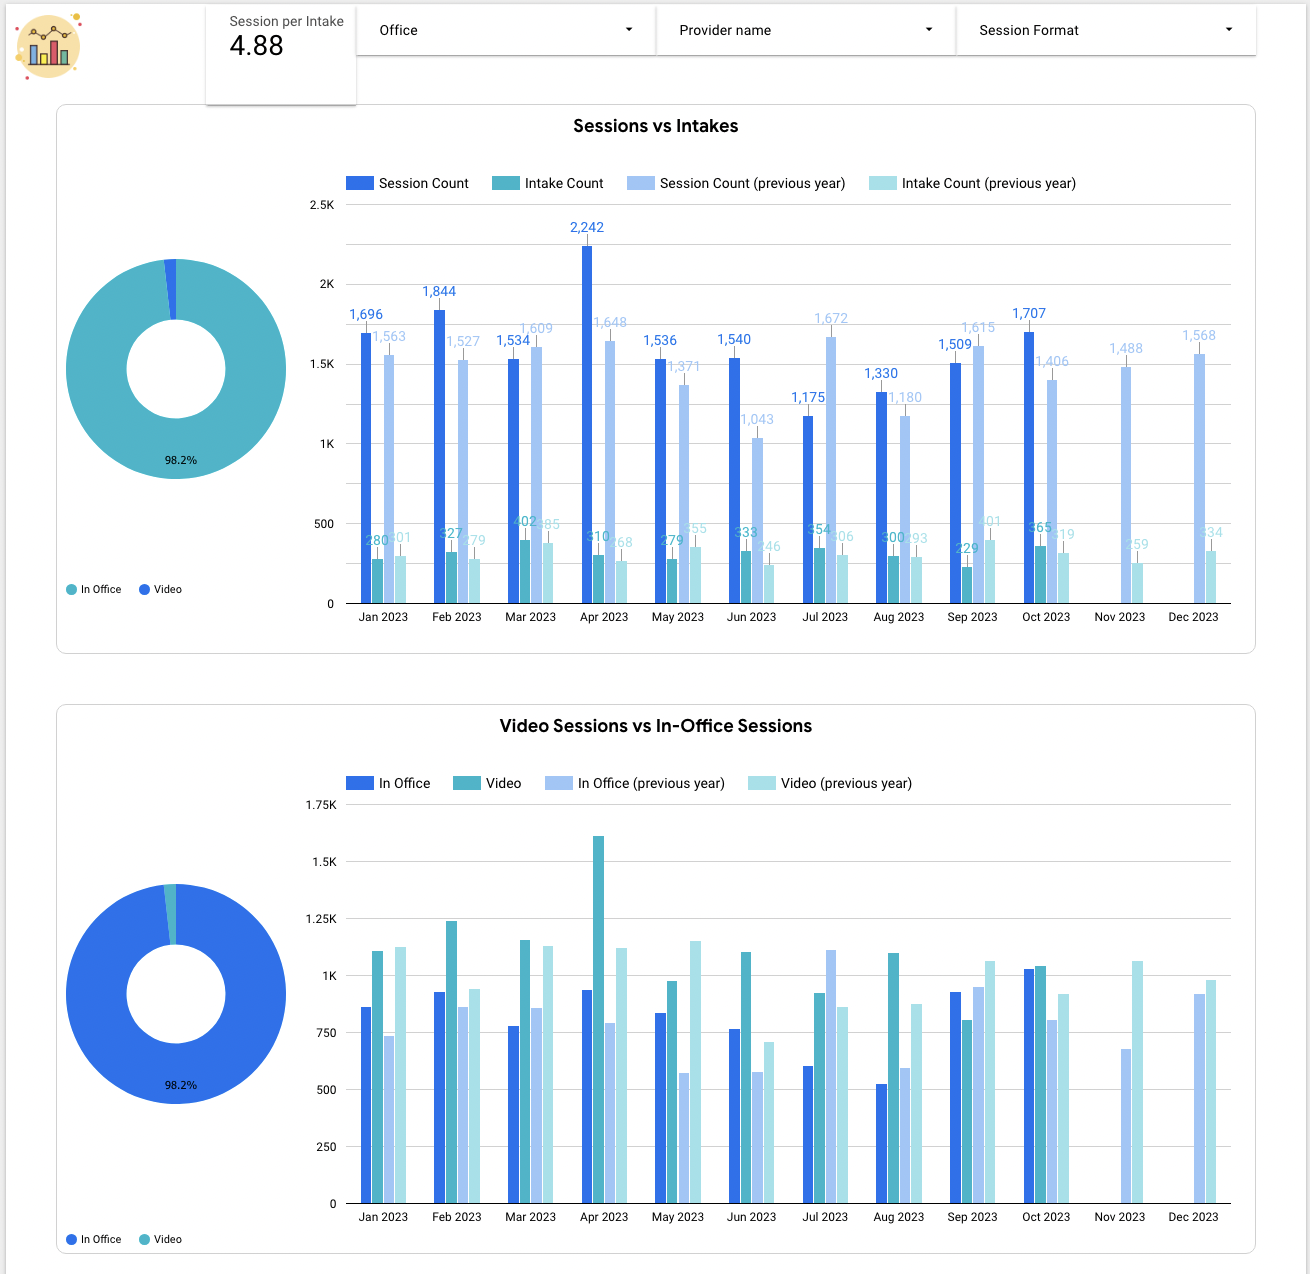 Session per Intake
4.88
Office
Provider name
Session Format
Sessions vs Intakes
Session Count
Intake Count
Session Count (previous year)
Intake Count (previous year)
2.5K
2K
1.5K
1K
500
0
1,696
1,563
280
301
1,844
1,527
327
279
1,534
1,609
402
385
2,242
1,648
310
268
1,536
1,371
279
355
1,540
1,043
333
246
1,175
1,672
354
306
1,330
1,180
300
293
1,509
1,615
229
401
1,707
1,406
365
319
1,488
259
1,568
334
Jan 2023
Feb 2023
Mar 2023
Apr 2023
May 2023
Jun 2023
Jul 2023
Aug 2023
Sep 2023
Oct 2023
Nov 2023
Dec 2023
98.2%
In Office
Video
Video Sessions vs In-Office Sessions
In Office
Video
In Office (previous year)
Video (previous year)
1.75K
1.5K
1.25K
1K
750
500
250
0
Jan 2023
Feb 2023
Mar 2023
Apr 2023
May 2023
Jun 2023
Jul 2023
Aug 2023
Sep 2023
Oct 2023
Nov 2023
Dec 2023
98.2%
In Office
Video